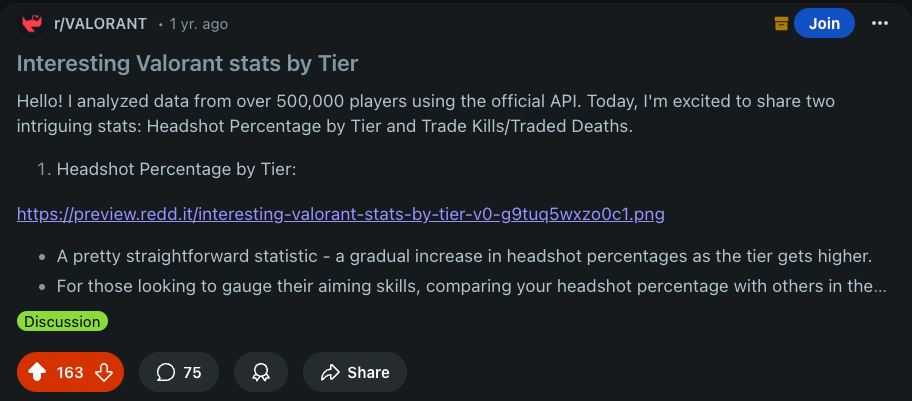 r/VALORANT • 1 yr. ago
Join
Interesting Valorant stats by Tier
Hello! I analyzed data from over 500,000 players using the official API. Today, I'm excited to share two
intriguing stats: Headshot Percentage by Tier and Trade Kills/Traded Deaths.
1. Headshot Percentage by Tier:
https://preview.redd.it/interesting-valorant-stats-by-tier-v0-g9tuq5wxzo0c1.png
• A pretty straightforward statistic - a gradual increase in headshot percentages as the tier gets higher.
• For those looking to gauge their aiming skills, comparing your headshot percentage with others in the...
Discussion
163
75
Share